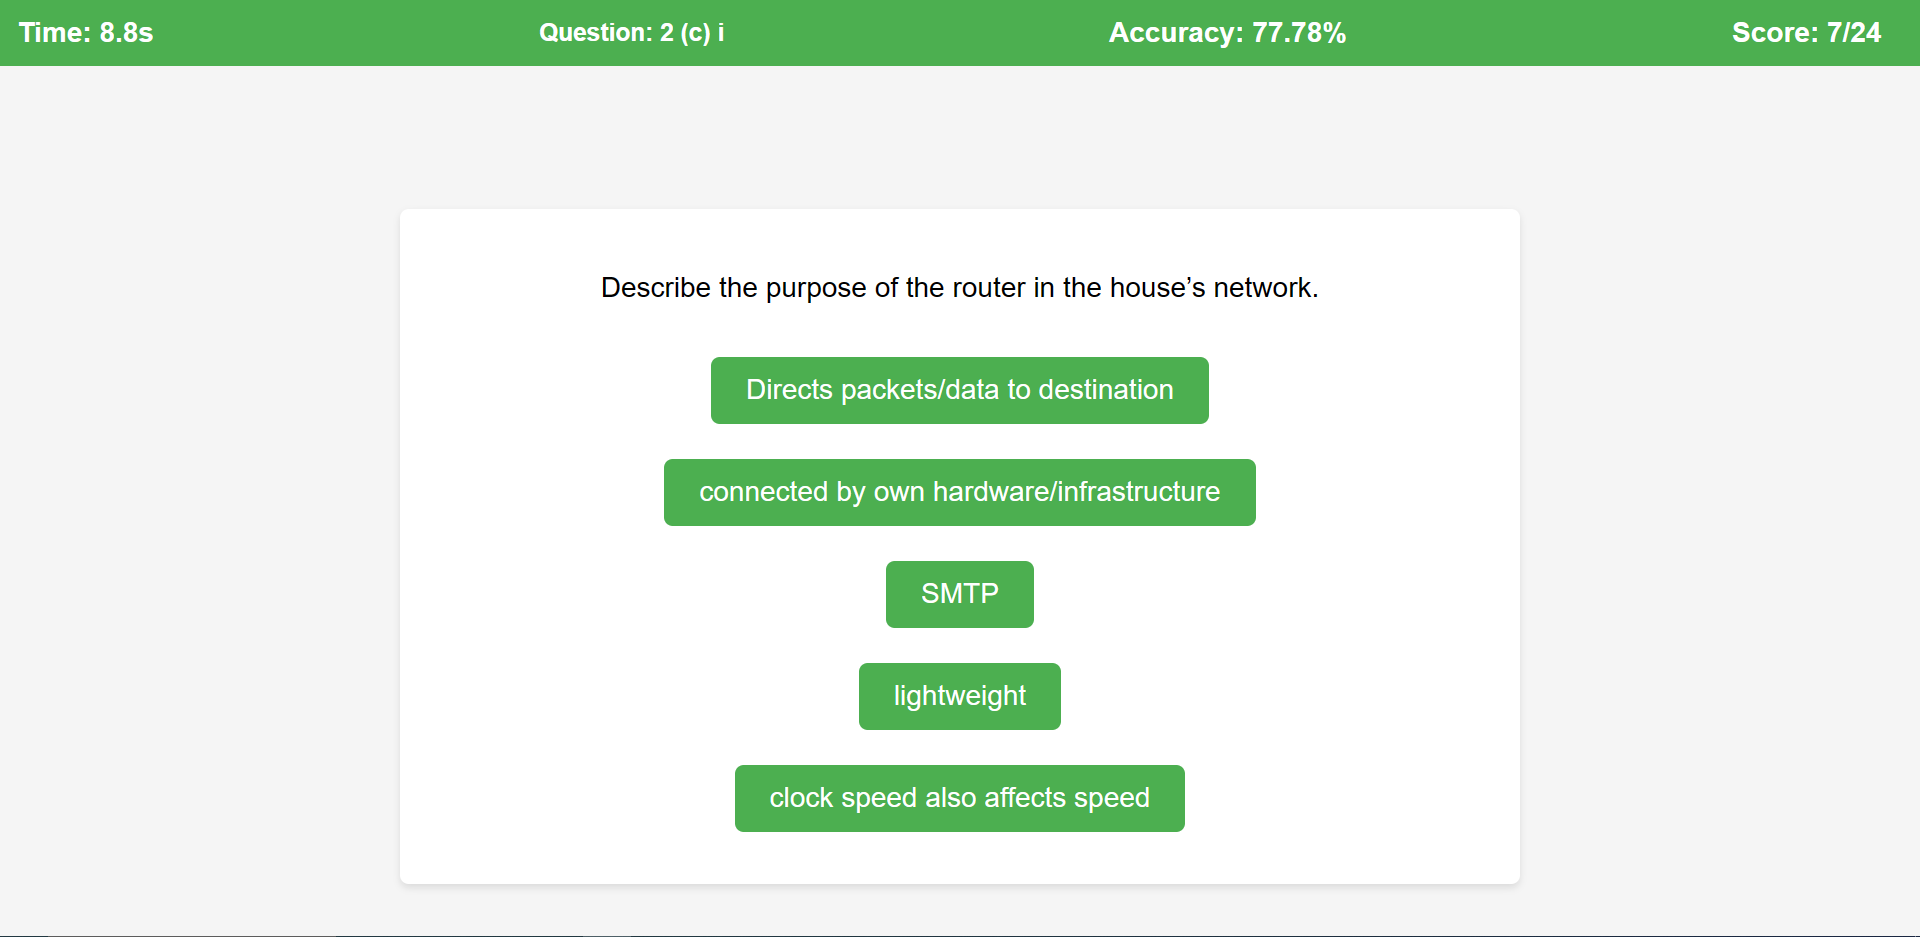 Time: 8.8s
Question: 2 (c) i
Accuracy: 77.78%
Score: 7/24
Describe the purpose of the router in the house’s network.
Directs packets/data to destination
connected by own hardware/infrastructure
SMTP
lightweight
clock speed also affects speed